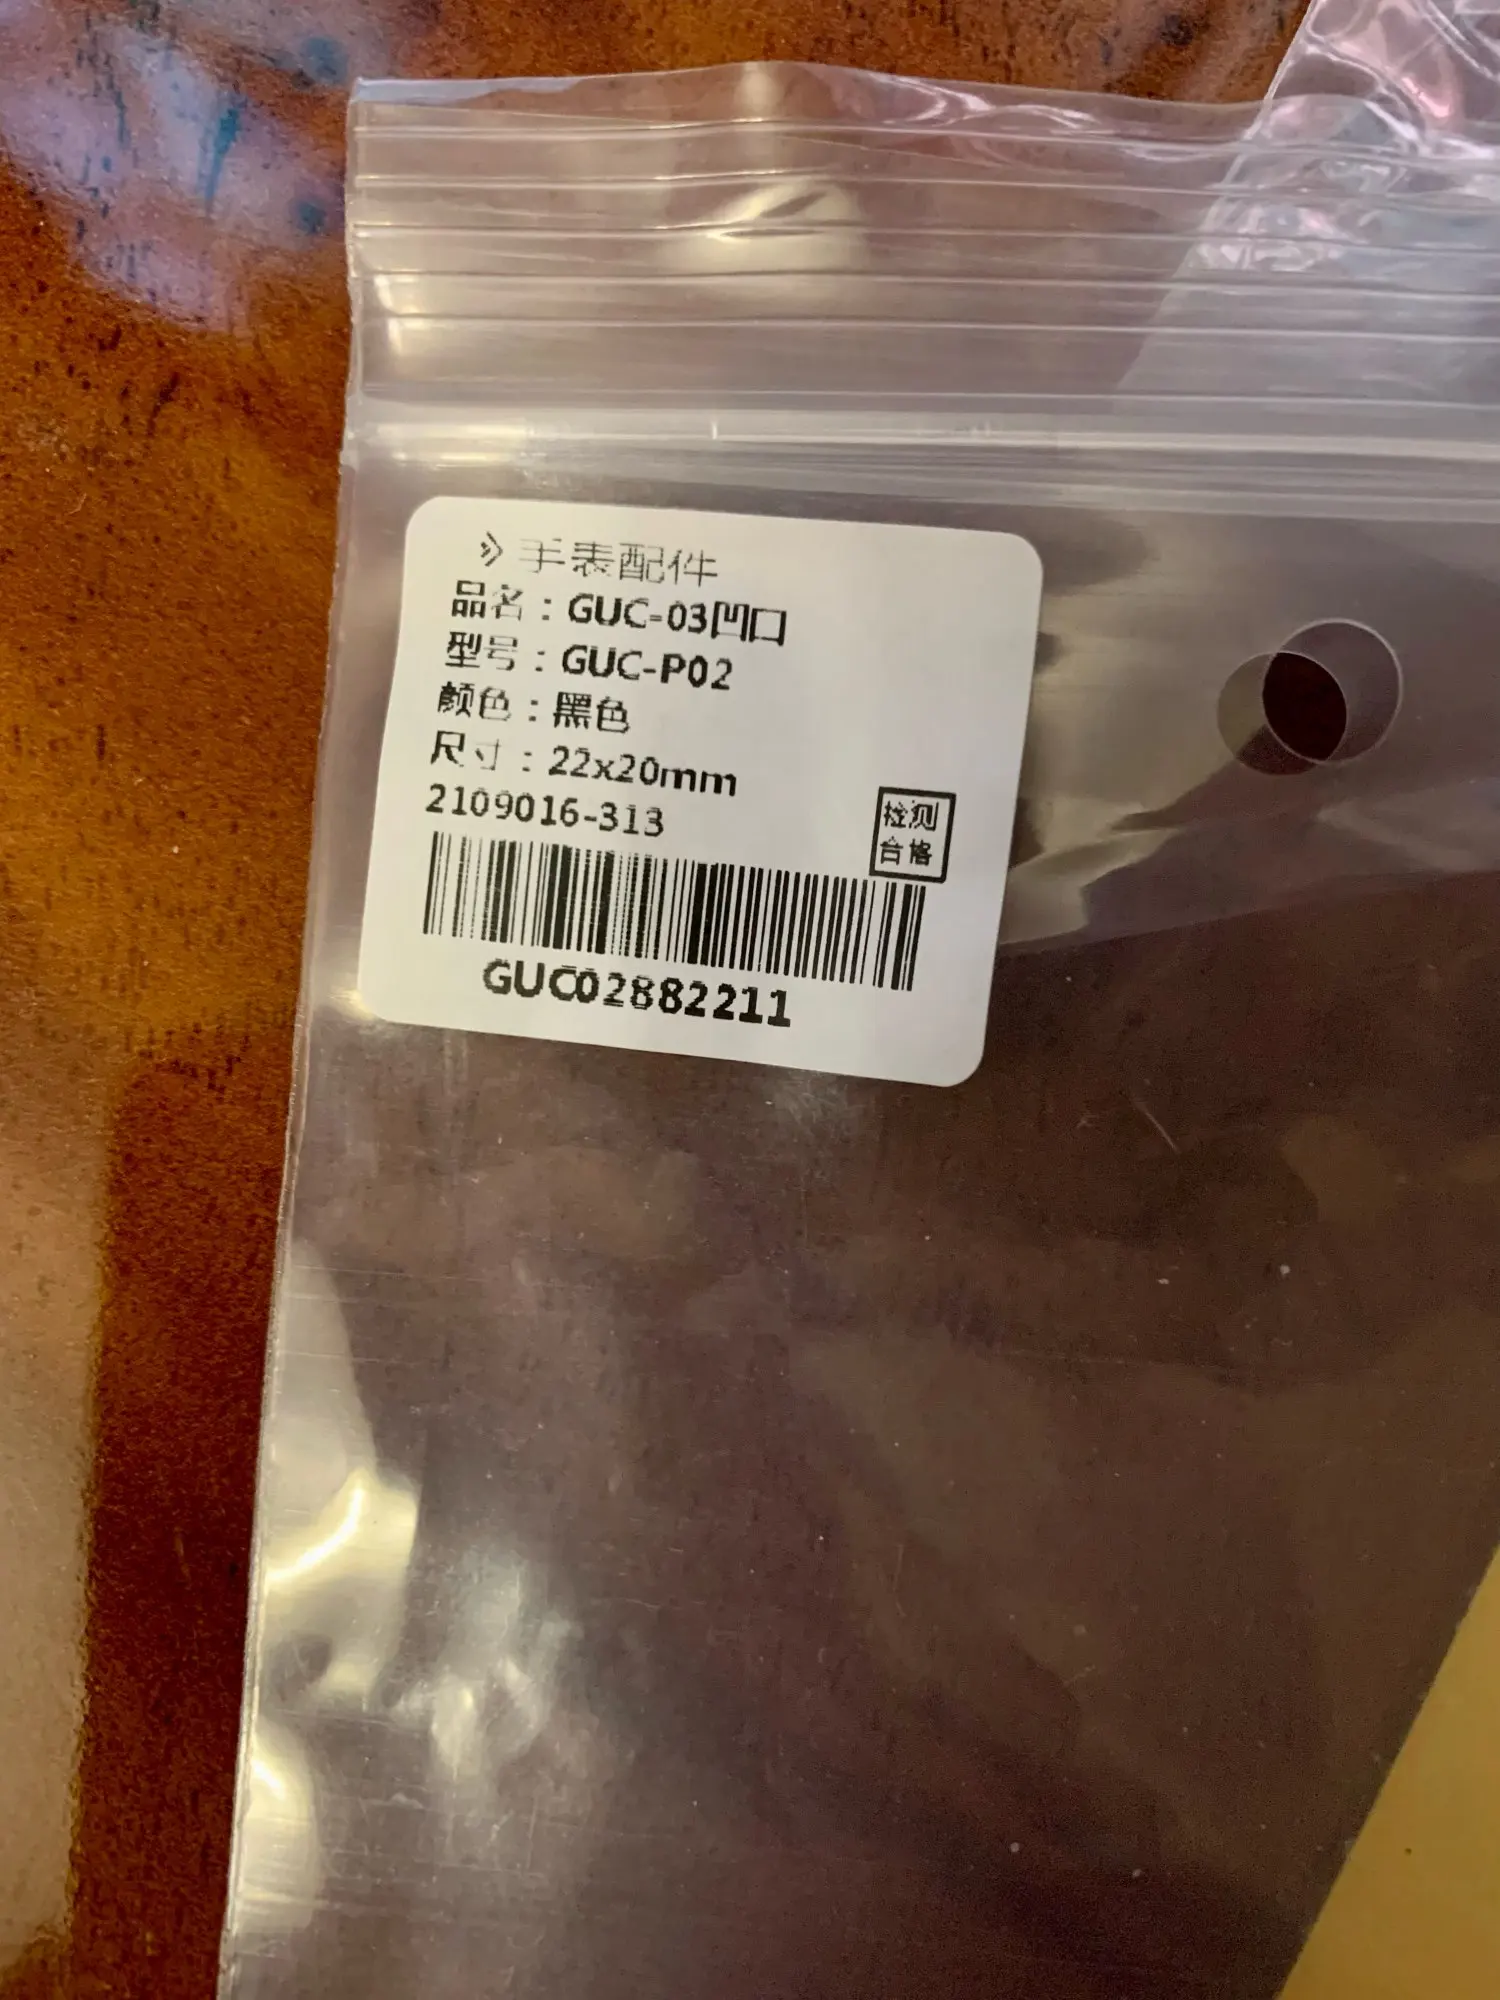 手表配件
品名：GUC-03凹口
型号：GUC-P02
颜色：黑色
尺寸：22x20mm
2109016-313
检测
合格
GUC02882211